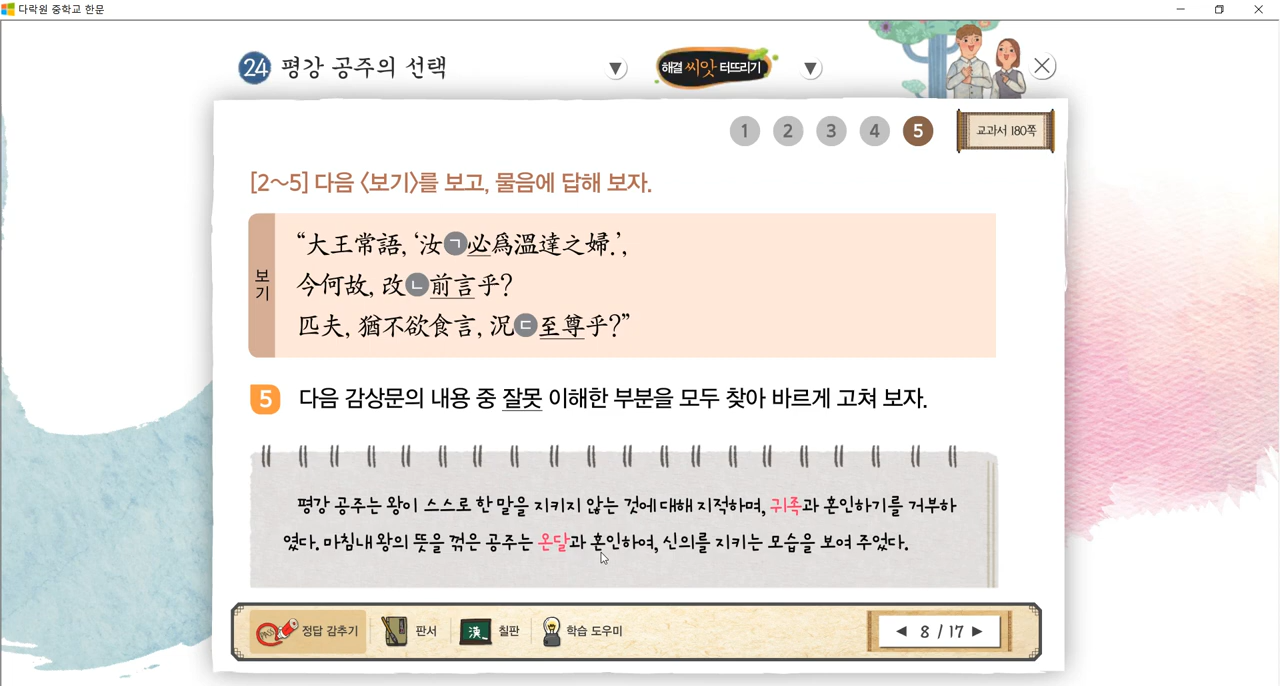 다락원 중학교 한문
24 평강 공주의 선택
해결 씨앗 터뜨리기
1 2 3 4 5
교과서 180쪽
[2~5] 다음 〈보기〉를 보고, 물음에 답해 보자.
보기
“大王常語, ‘汝㉠必爲溫達之婦.’,
今何故, 改㉡前言乎?
匹夫, 猶不欲食言, 況㉢至尊乎?”
5 다음 감상문의 내용 중 잘못 이해한 부분을 모두 찾아 바르게 고쳐 보자.
평강 공주는 왕이 스스로 한 말을 지키지 않는 것에 대해 지적하며, 귀족과 혼인하기를 거부하
였다. 마침내 왕의 뜻을 꺾은 공주는 온달과 혼인하여, 신의를 지키는 모습을 보여 주었다.
정답 감추기 판서 漢 칠판 학습 도우미 ◀ 8 / 17 ▶